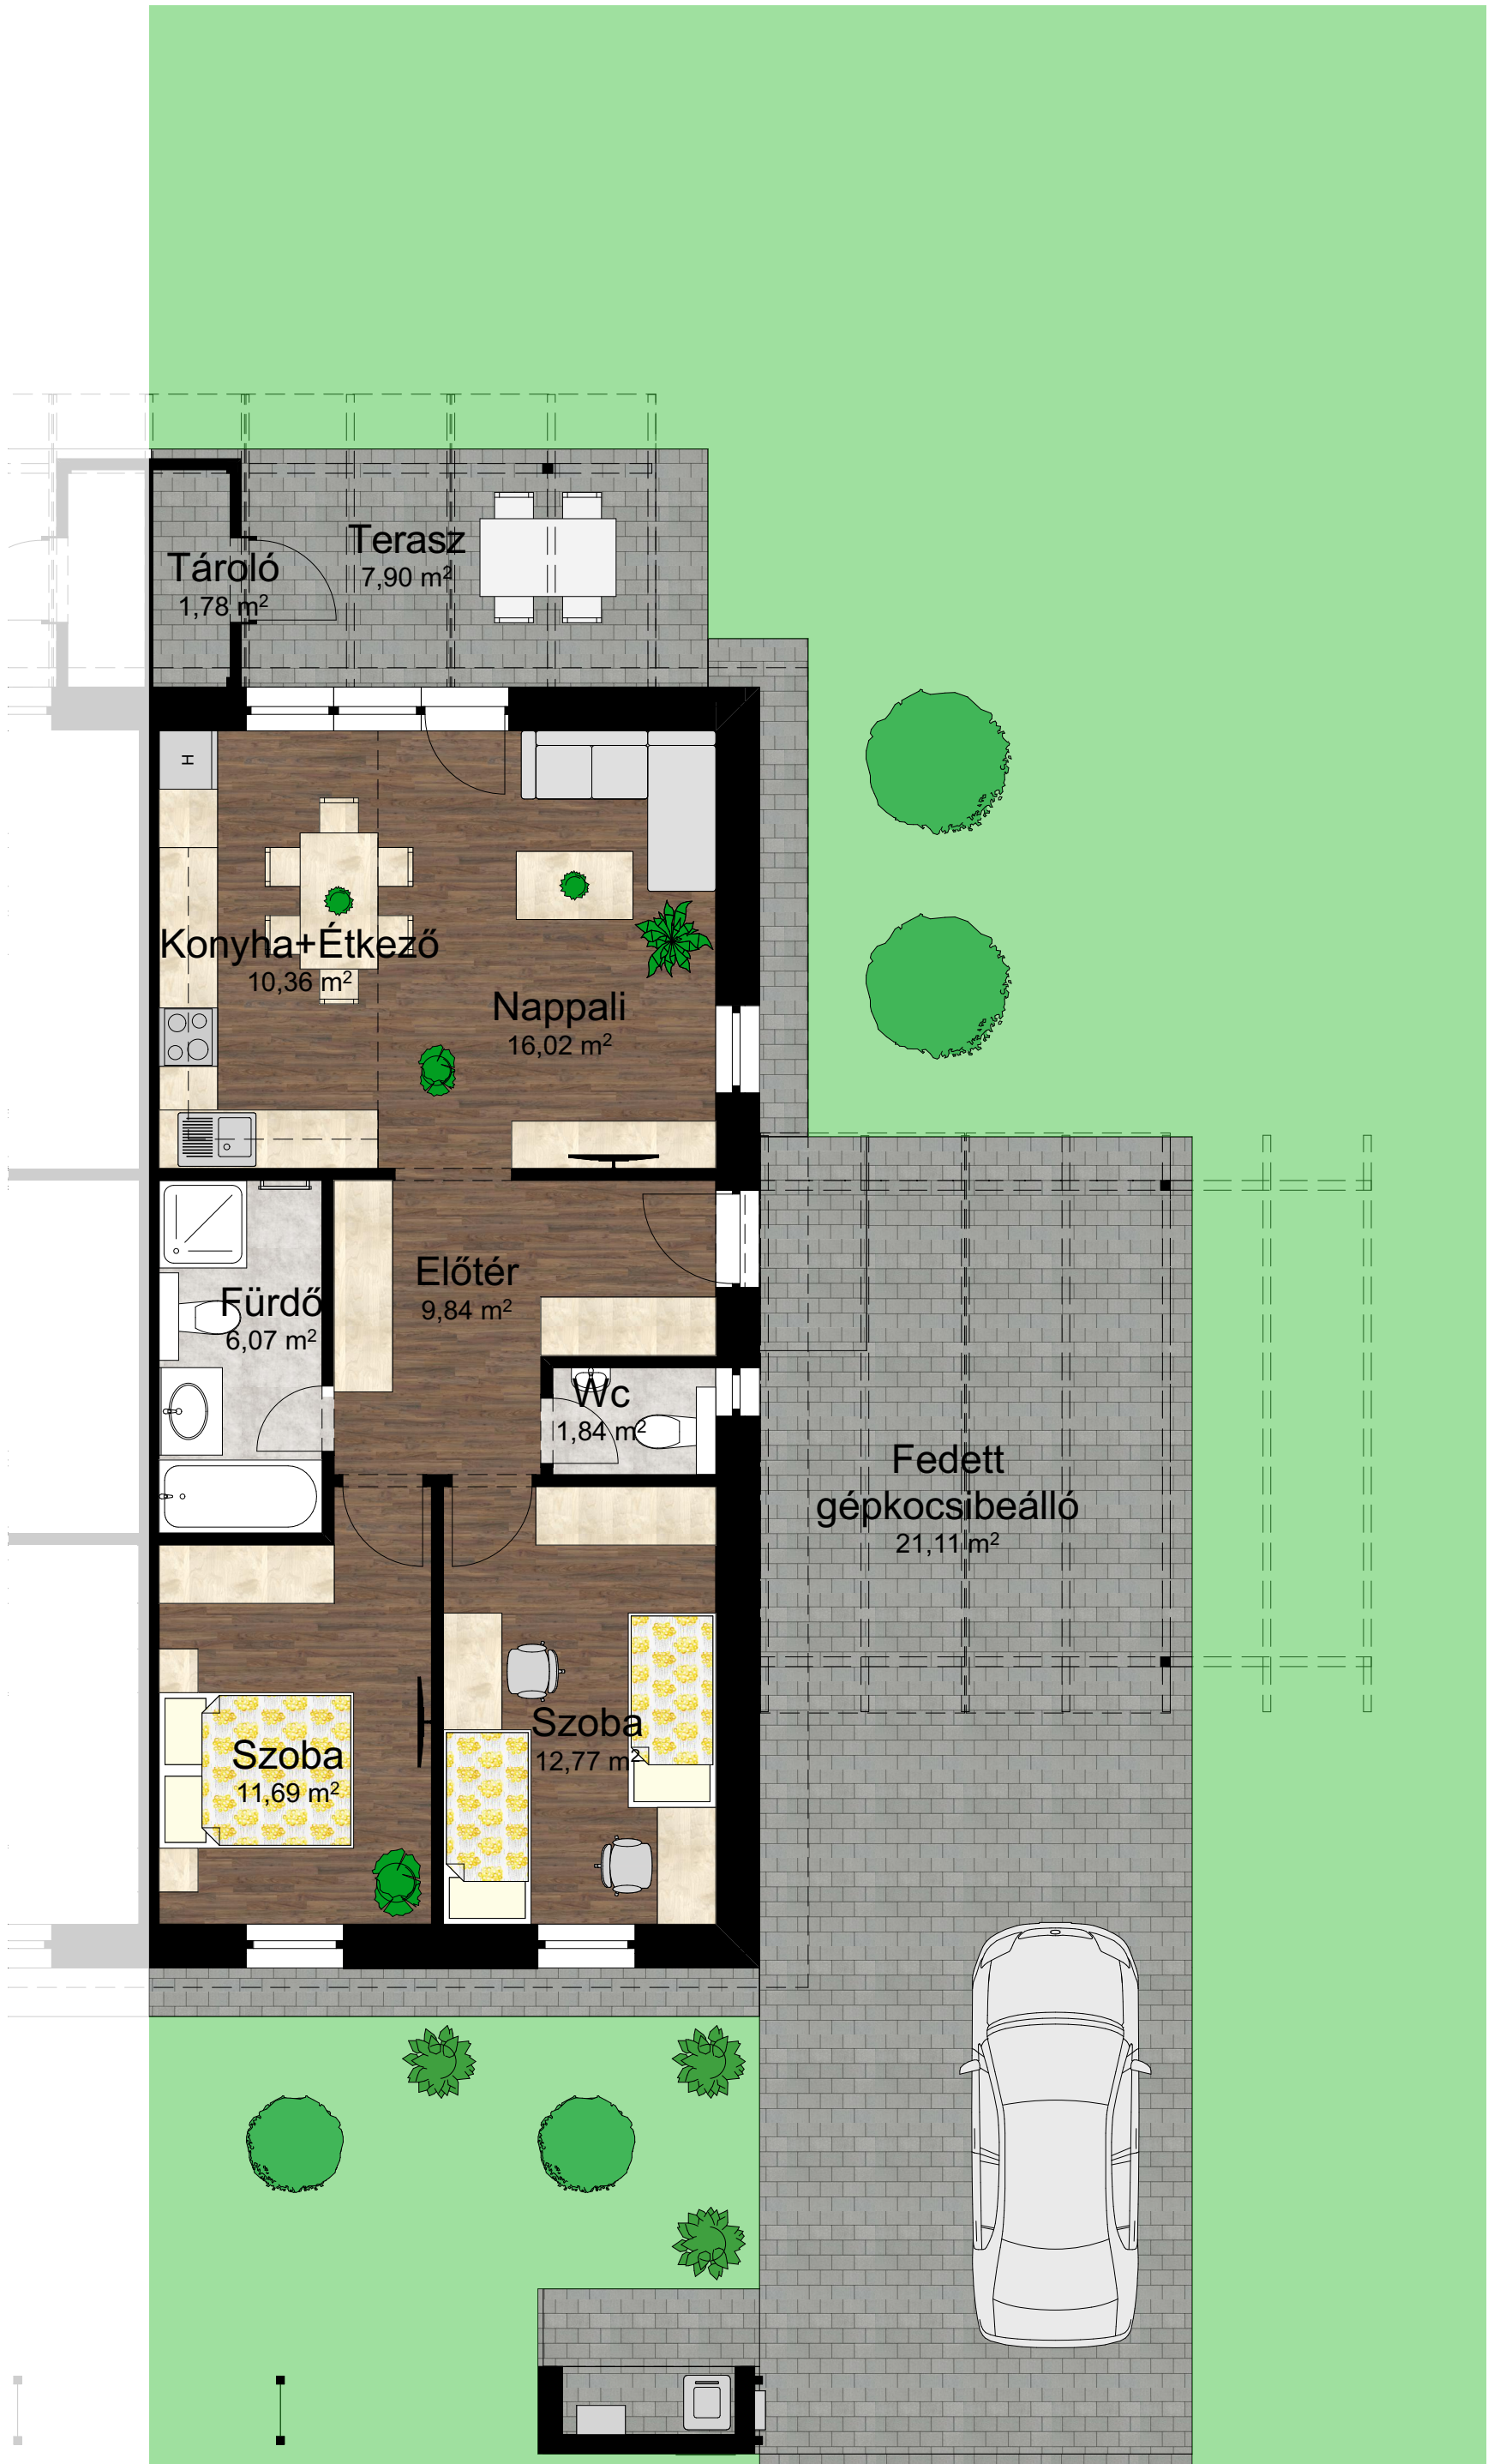 Terasz
7,90 m²
Tároló
1,78 m²
H
Konyha+Étkező
10,36 m²
Nappali
16,02 m²
Előtér
9,84 m²
Fürdő
6,07 m²
Wc
1,84 m²
Fedett
gépkocsibeálló
21,11 m²
Szoba
12,77 m²
Szoba
11,69 m²